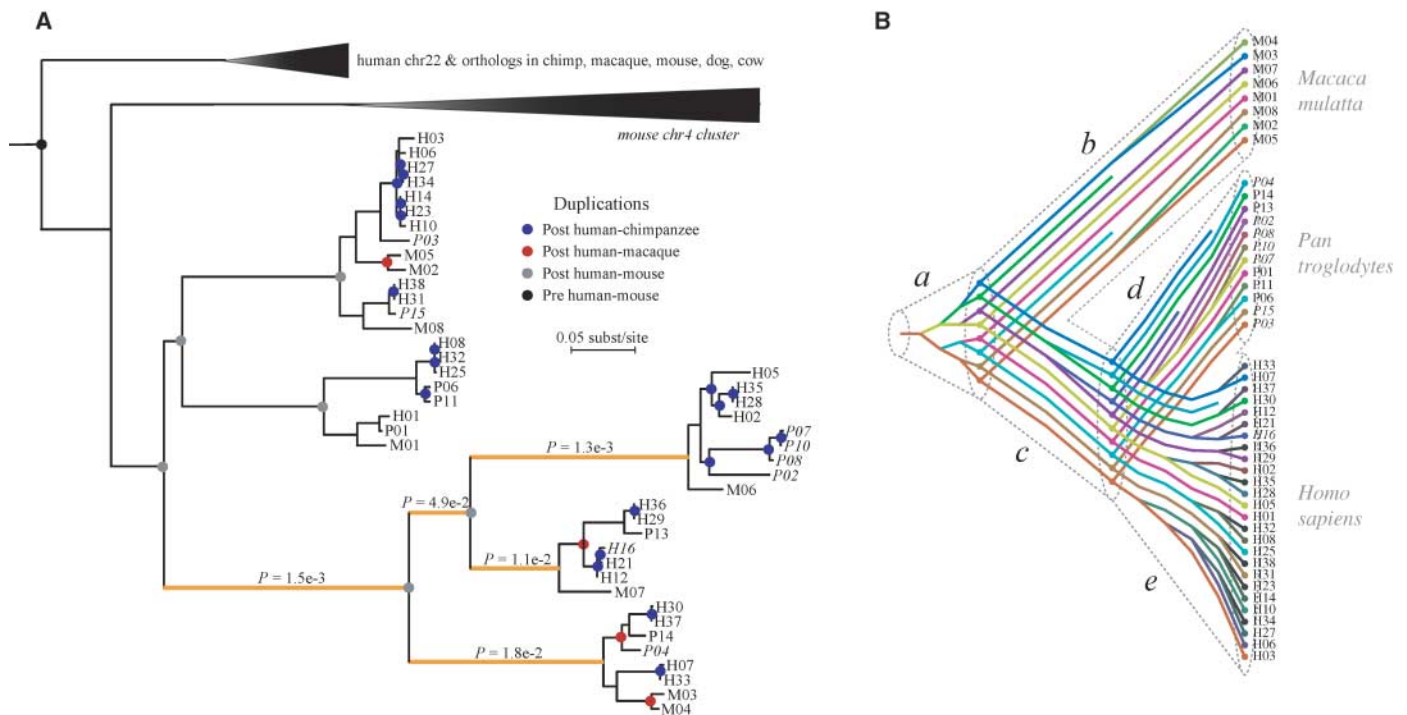 A
human chr22 & orthologs in chimp, macaque, mouse, dog, cow
mouse chr4 cluster
H03
H06
H27
H34
H14
H23
H10
P03
M05
M02
H38
H31
P15
M08
H08
H32
H25
P06
P11
H01
P01
M01
Duplications
Post human-chimpanzee
Post human-macaque
Post human-mouse
Pre human-mouse
0.05 subst/site
H05
H35
H28
H02
P07
P10
P08
P02
M06
P = 1.3e-3
P = 4.9e-2
H36
H29
P13
H16
H21
H12
M07
P = 1.1e-2
P = 1.5e-3
H30
H37
P14
P04
H07
H33
M03
M04
P = 1.8e-2
B
a
b
c
d
e
M04
M03
M07
M06
M01
M08
M02
M05
Macaca
mulatta
P04
P14
P13
P02
P08
P10
P07
P01
P11
P06
P15
P03
Pan
troglodytes
H33
H07
H37
H30
H12
H21
H16
H36
H29
H02
H35
H28
H05
H01
H32
H08
H25
H38
H31
H23
H14
H10
H34
H27
H06
H03
Homo
sapiens